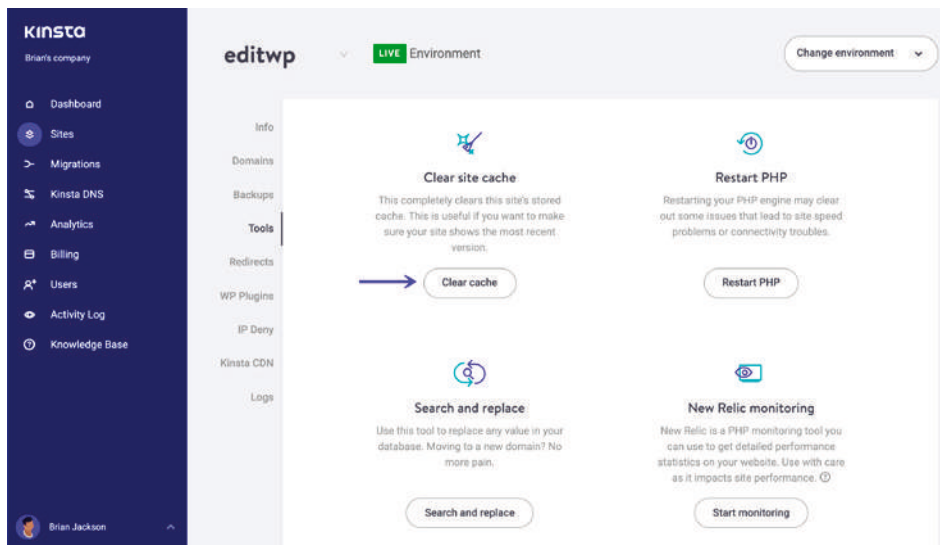 KINSTA
Brian's company
Dashboard
Sites
Migrations
Kinsta DNS
Analytics
Billing
Users
Activity Log
Knowledge Base
Brian Jackson
editwp
LIVE Environment
Change environment
Info
Domains
Backups
Tools
Redirects
WP Plugins
IP Deny
Kinsta CDN
Logs
Clear site cache
This completely clears this site's stored
cache. This is useful if you want to make
sure your site shows the most recent
version.
Clear cache
Restart PHP
Restarting your PHP engine may clear
out some issues that lead to site speed
problems or connectivity troubles.
Restart PHP
Search and replace
Use this tool to replace any value in your
database. Moving to a new domain? No
more pain.
Search and replace
New Relic monitoring
New Relic is a PHP monitoring tool you
can use to get detailed performance
statistics on your website. Use with care
as it impacts site performance.
Start monitoring